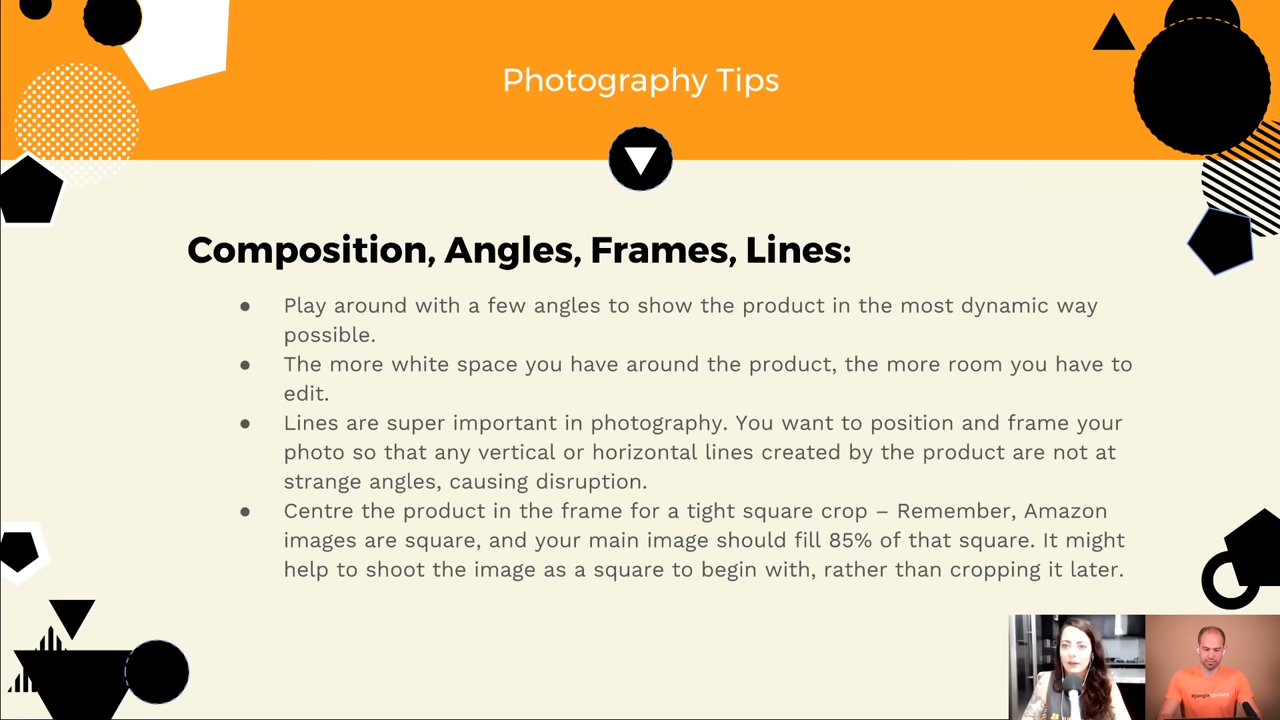 Photography Tips
Composition, Angles, Frames, Lines:
● Play around with a few angles to show the product in the most dynamic way
possible.
● The more white space you have around the product, the more room you have to
edit.
● Lines are super important in photography. You want to position and frame your
photo so that any vertical or horizontal lines created by the product are not at
strange angles, causing disruption.
● Centre the product in the frame for a tight square crop – Remember, Amazon
images are square, and your main image should fill 85% of that square. It might
help to shoot the image as a square to begin with, rather than cropping it later.